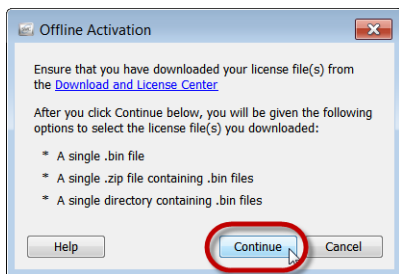 Offline Activation
Ensure that you have downloaded your license file(s) from
the Download and License Center
After you click Continue below, you will be given the following
options to select the license file(s) you downloaded:
* A single .bin file
* A single .zip file containing .bin files
* A single directory containing .bin files
Help Continue Cancel